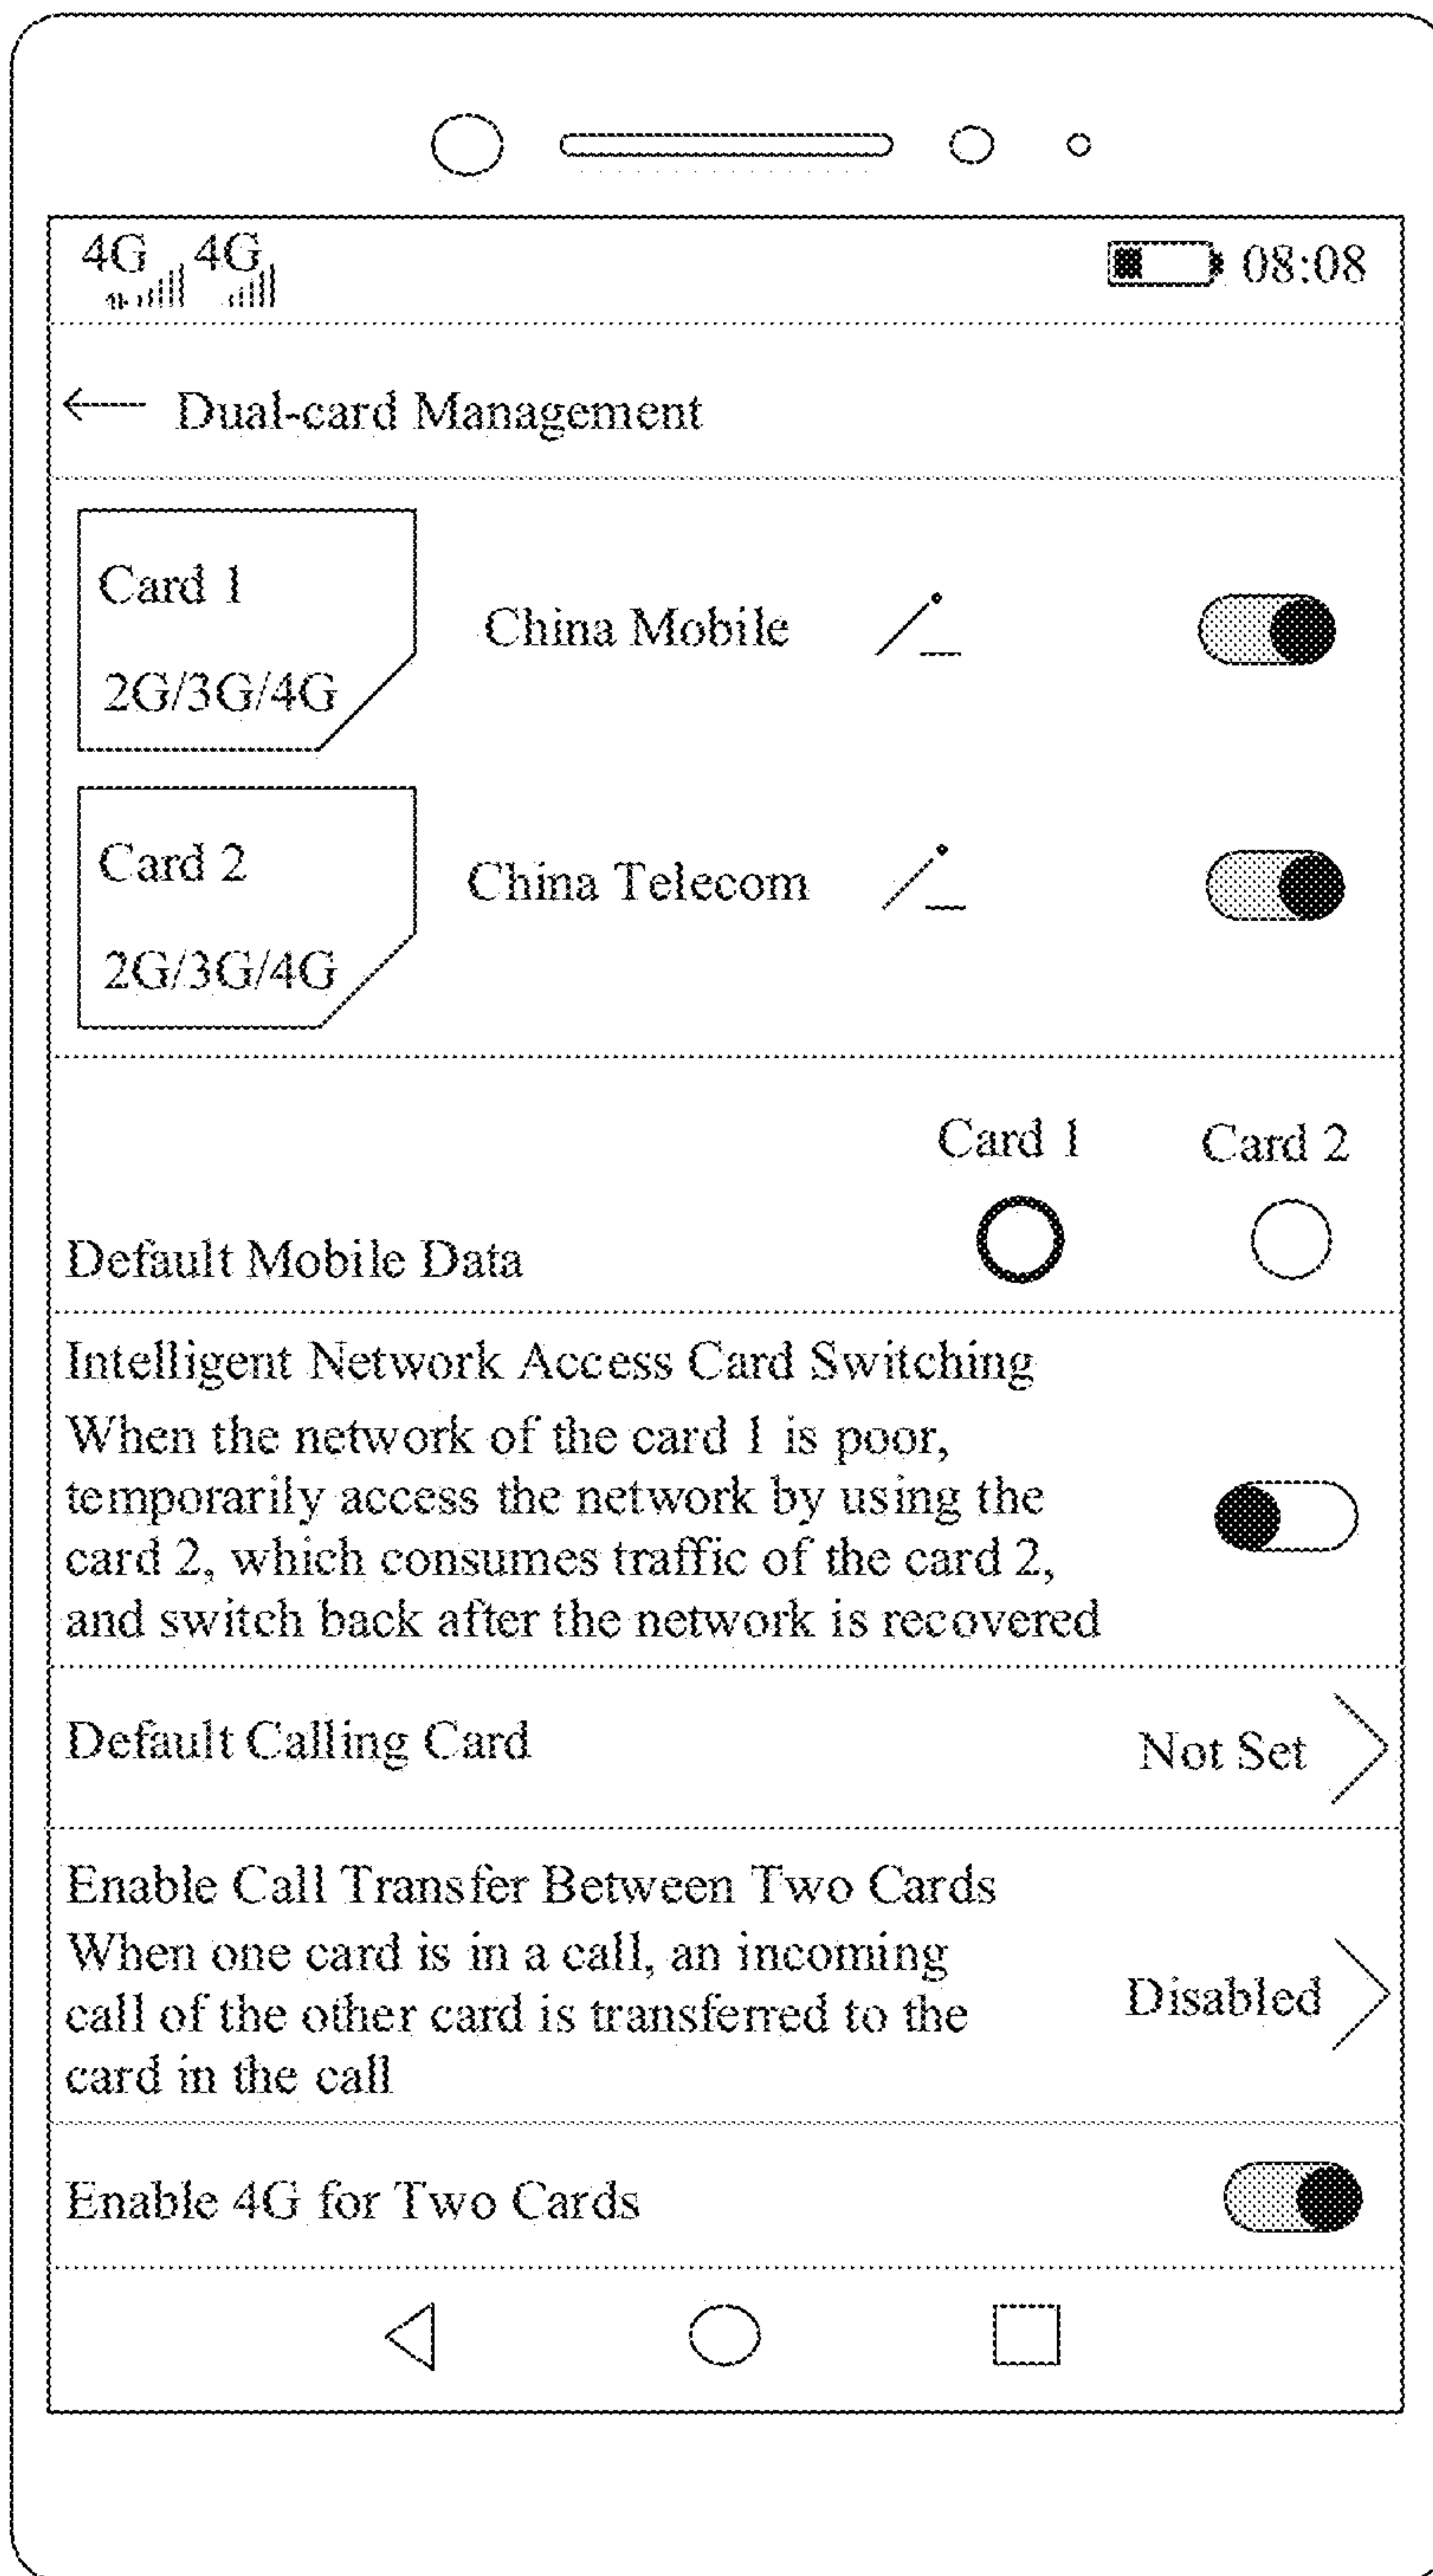 4G 4G 08:08
Dual-card Management
Card 1
2G/3G/4G
China Mobile
Card 2
2G/3G/4G
China Telecom
Card 1 Card 2
Default Mobile Data
Intelligent Network Access Card Switching
When the network of the card 1 is poor,
temporarily access the network by using the
card 2, which consumes traffic of the card 2,
and switch back after the network is recovered
Default Calling Card Not Set
Enable Call Transfer Between Two Cards
When one card is in a call, an incoming
call of the other card is transferred to the
card in the call
Disabled
Enable 4G for Two Cards